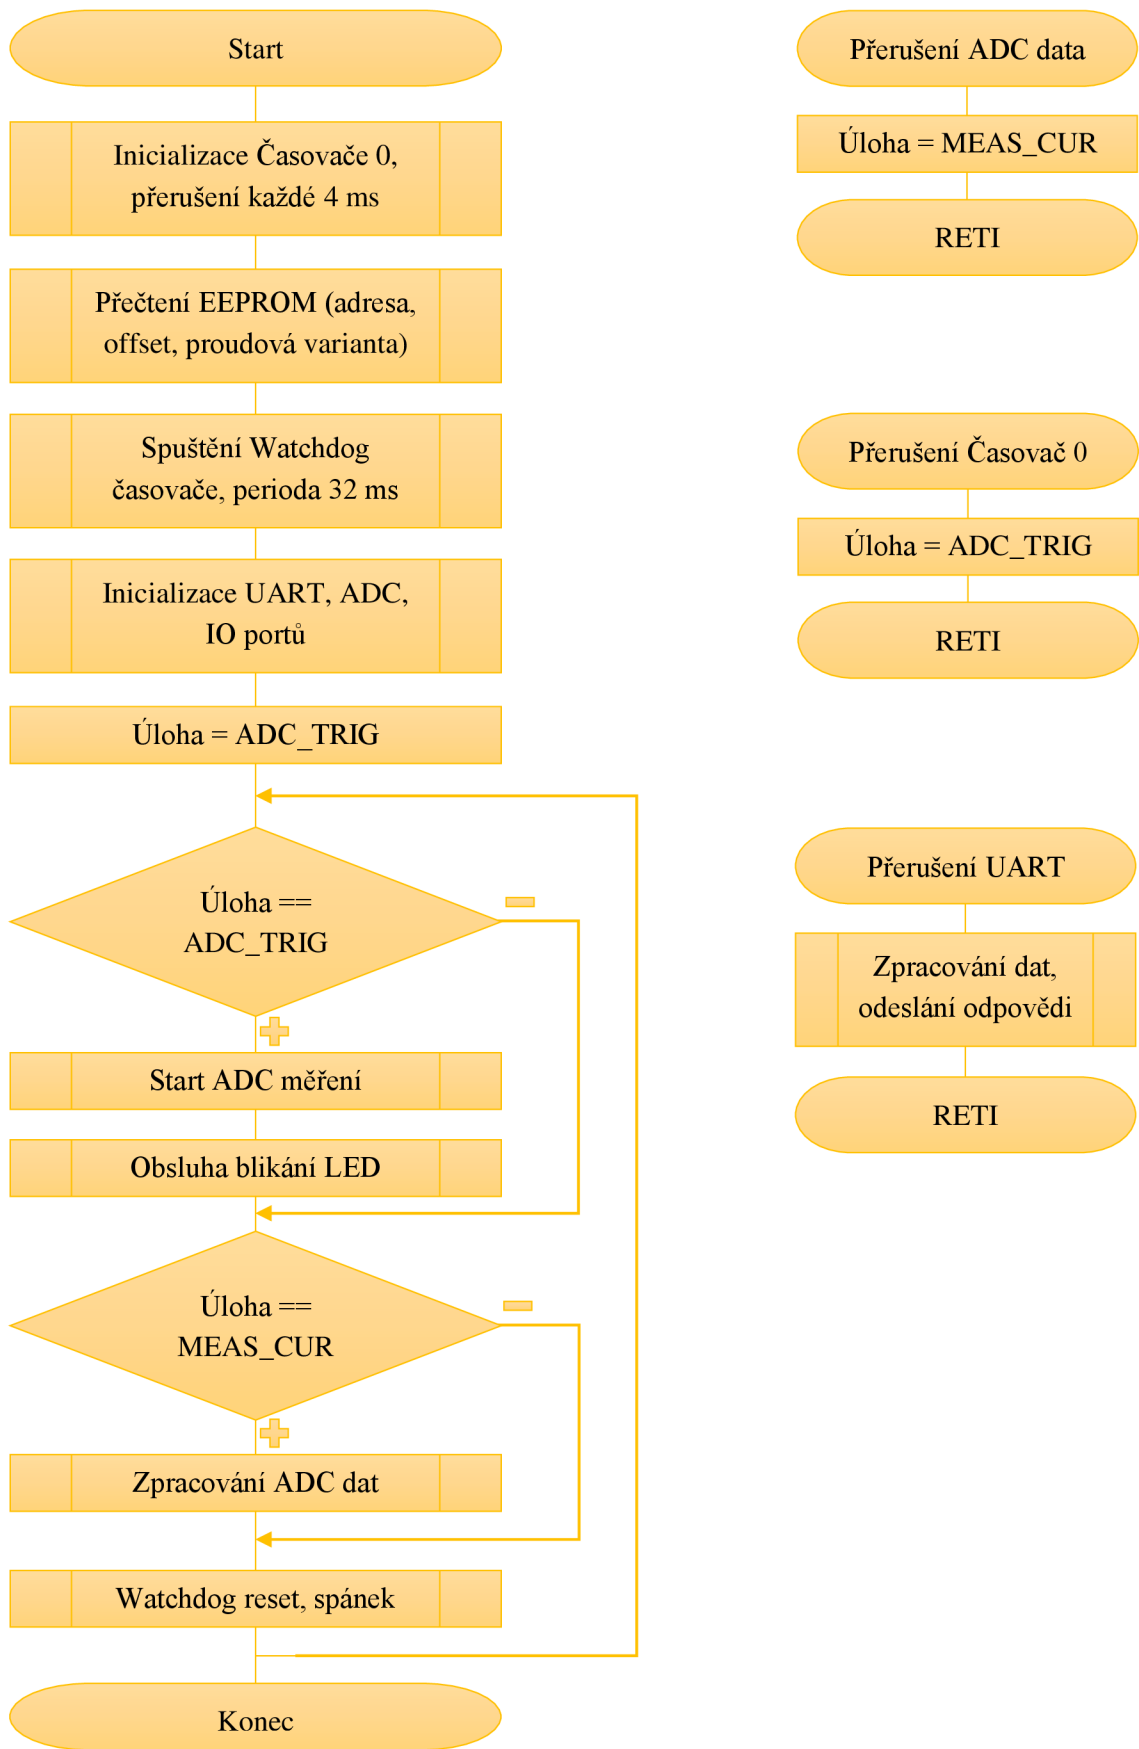 Start
Inicializace Časovače 0,
přerušení každé 4 ms
Přečtení EEPROM (adresa,
offset, proudová varianta)
Spuštění Watchdog
časovače, perioda 32 ms
Inicializace UART, ADC,
IO portů
Úloha = ADC_TRIG
Úloha ==
ADC_TRIG
Start ADC měření
Obsluha blikání LED
Úloha ==
MEAS_CUR
Zpracování ADC dat
Watchdog reset, spánek
Konec
Přerušení ADC data
Úloha = MEAS_CUR
RETI
Přerušení Časovač 0
Úloha = ADC_TRIG
RETI
Přerušení UART
Zpracování dat,
odeslání odpovědi
RETI